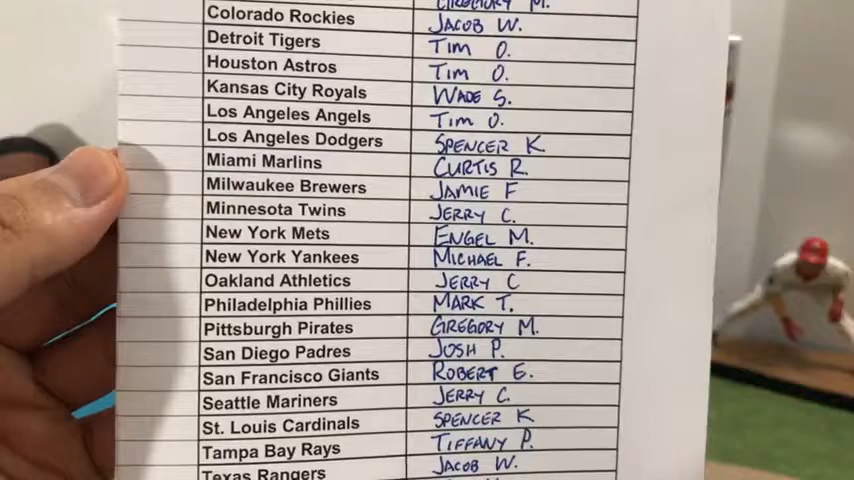 GREGORY M.
Colorado Rockies JACOB W.
Detroit Tigers TIM O.
Houston Astros TIM O.
Kansas City Royals WADE S.
Los Angeles Angels TIM O.
Los Angeles Dodgers SPENCER K.
Miami Marlins CURTIS R.
Milwaukee Brewers JAMIE F
Minnesota Twins JERRY C.
New York Mets ENGEL M.
New York Yankees MICHAEL F.
Oakland Athletics JERRY C
Philadelphia Phillies MARK T.
Pittsburgh Pirates GREGORY M.
San Diego Padres JOSH P.
San Francisco Giants ROBERT E.
Seattle Mariners JERRY C.
St. Louis Cardinals SPENCER K
Tampa Bay Rays TIFFANY P.
Texas Rangers JACOB W.